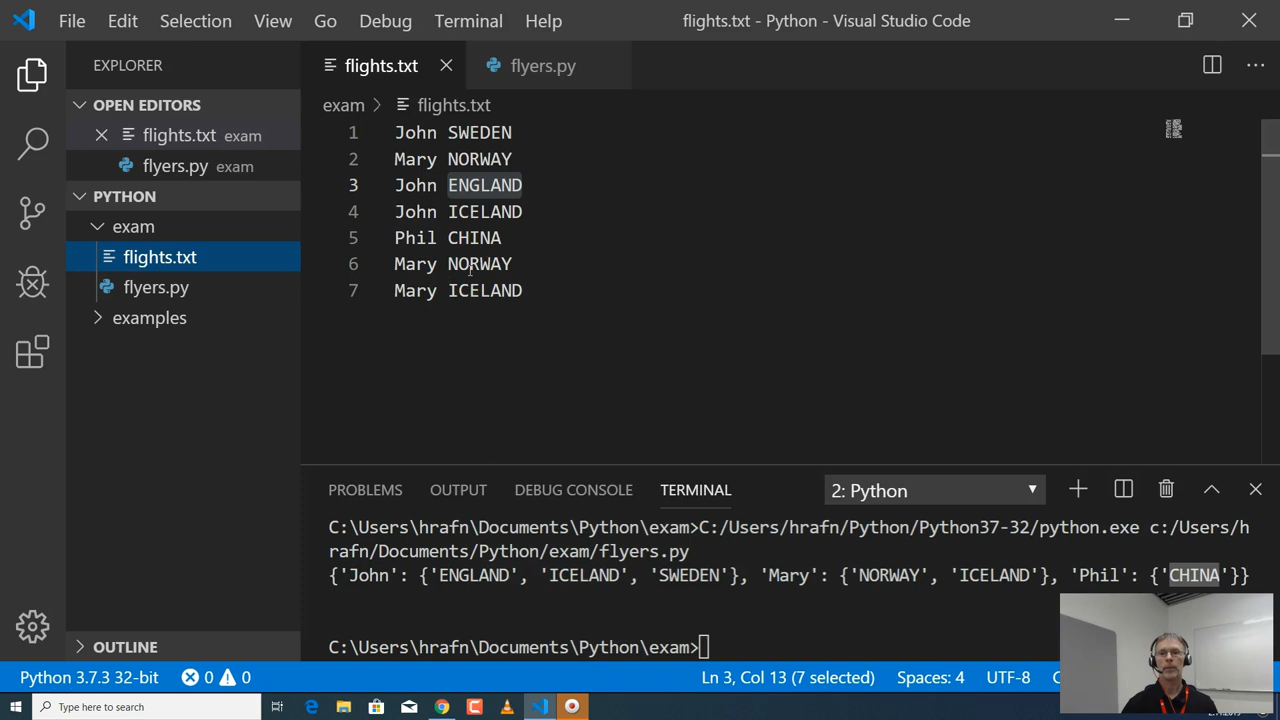 File Edit Selection View Go Debug Terminal Help flights.txt - Python - Visual Studio Code
EXPLORER
OPEN EDITORS
flights.txt exam
flyers.py exam
PYTHON
exam
flights.txt
flyers.py
examples
OUTLINE
flights.txt flyers.py
exam > flights.txt
1 John SWEDEN
2 Mary NORWAY
3 John ENGLAND
4 John ICELAND
5 Phil CHINA
6 Mary NORWAY
7 Mary ICELAND
PROBLEMS OUTPUT DEBUG CONSOLE TERMINAL 2: Python
C:\Users\hrafn\Documents\Python\exam>C:/Users/hrafn/Python/Python37-32/python.exe c:/Users/h
rafn/Documents/Python/exam/flyers.py
{'John': {'ENGLAND', 'ICELAND', 'SWEDEN'}, 'Mary': {'NORWAY', 'ICELAND'}, 'Phil': {'CHINA'}}
C:\Users\hrafn\Documents\Python\exam>
Python 3.7.3 32-bit 0 0 Ln 3, Col 13 (7 selected) Spaces: 4 UTF-8
Type here to search